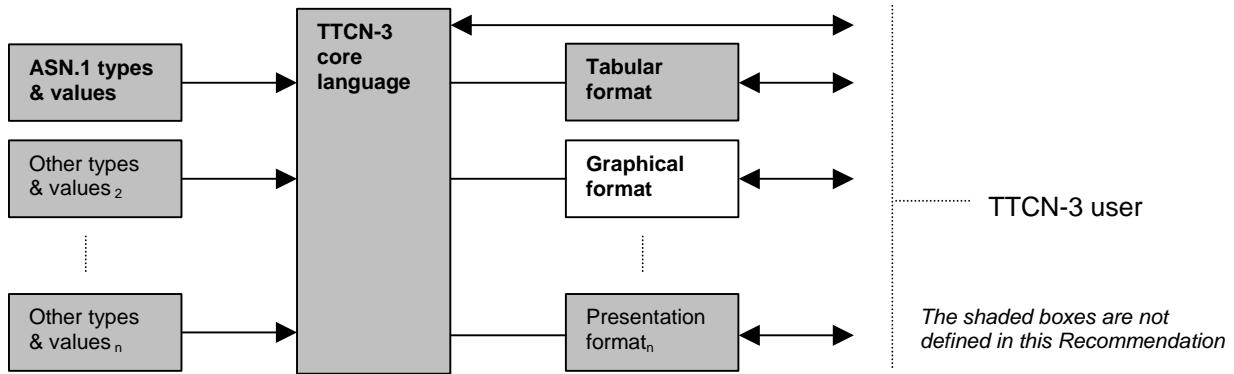 ASN.1 types
& values
TTCN-3
core
language
Tabular
format
Other types
& values 2
Graphical
format
TTCN-3 user
Other types
& values n
Presentation
formatn
The shaded boxes are not
defined in this Recommendation